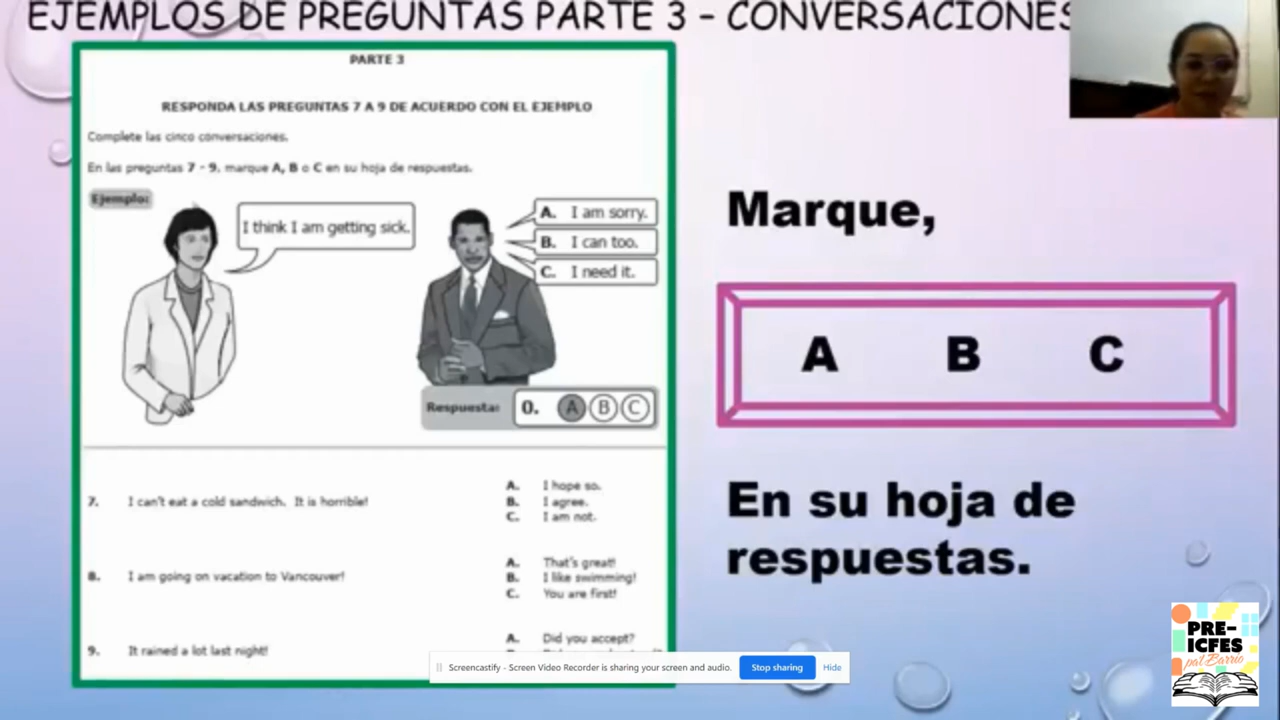 EJEMPLOS DE PREGUNTAS PARTE 3 – CONVERSACIONES
PARTE 3
RESPONDA LAS PREGUNTAS 7 A 9 DE ACUERDO CON EL EJEMPLO
Complete las cinco conversaciones.
En las preguntas 7 - 9, marque A, B o C en su hoja de respuestas.
Ejemplo:
I think I am getting sick.
A. I am sorry.
B. I can too.
C. I need it.
Respuesta: 0. A B C
7. I can't eat a cold sandwich. It is horrible!
A. I hope so.
B. I agree.
C. I am not.
8. I am going on vacation to Vancouver!
A. That's great!
B. I like swimming!
C. You are first!
9. It rained a lot last night!
A. Did you accept?
Marque,
A B C
En su hoja de
respuestas.
Screencastify - Screen Video Recorder is sharing your screen and audio.
Stop sharing
Hide
PRE-
ICFES
pal Barrio